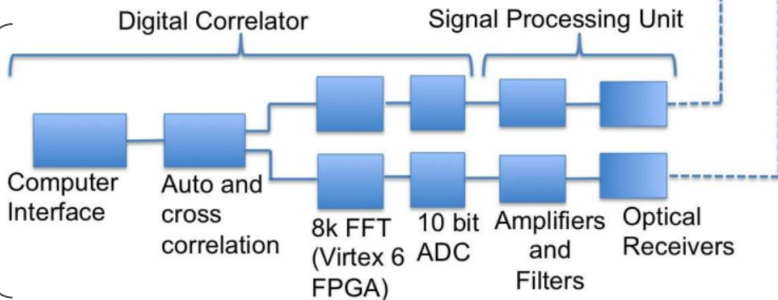 Digital Correlator
Signal Processing Unit
Computer
Interface
Auto and
cross
correlation
8k FFT
(Virtex 6
FPGA)
10 bit
ADC
Amplifiers
and
Filters
Optical
Receivers